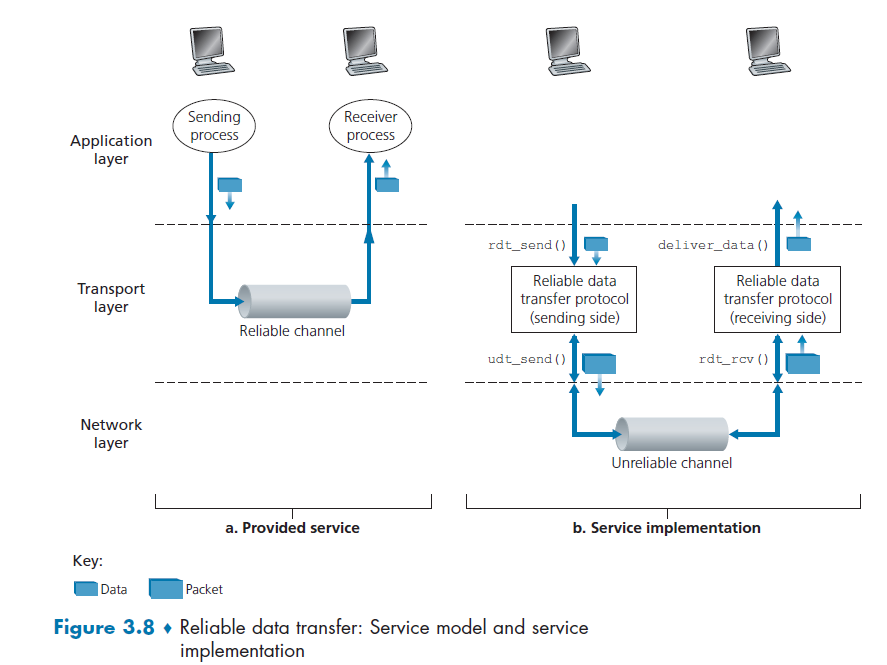 Sending
process
Receiver
process
Application
layer
rdt_send()
deliver_data()
Transport
layer
Reliable data
transfer protocol
(sending side)
Reliable data
transfer protocol
(receiving side)
Reliable channel
udt_send()
rdt_rcv()
Network
layer
Unreliable channel
a. Provided service
b. Service implementation
Key:
Data
Packet
Figure 3.8 ♦ Reliable data transfer: Service model and service
implementation